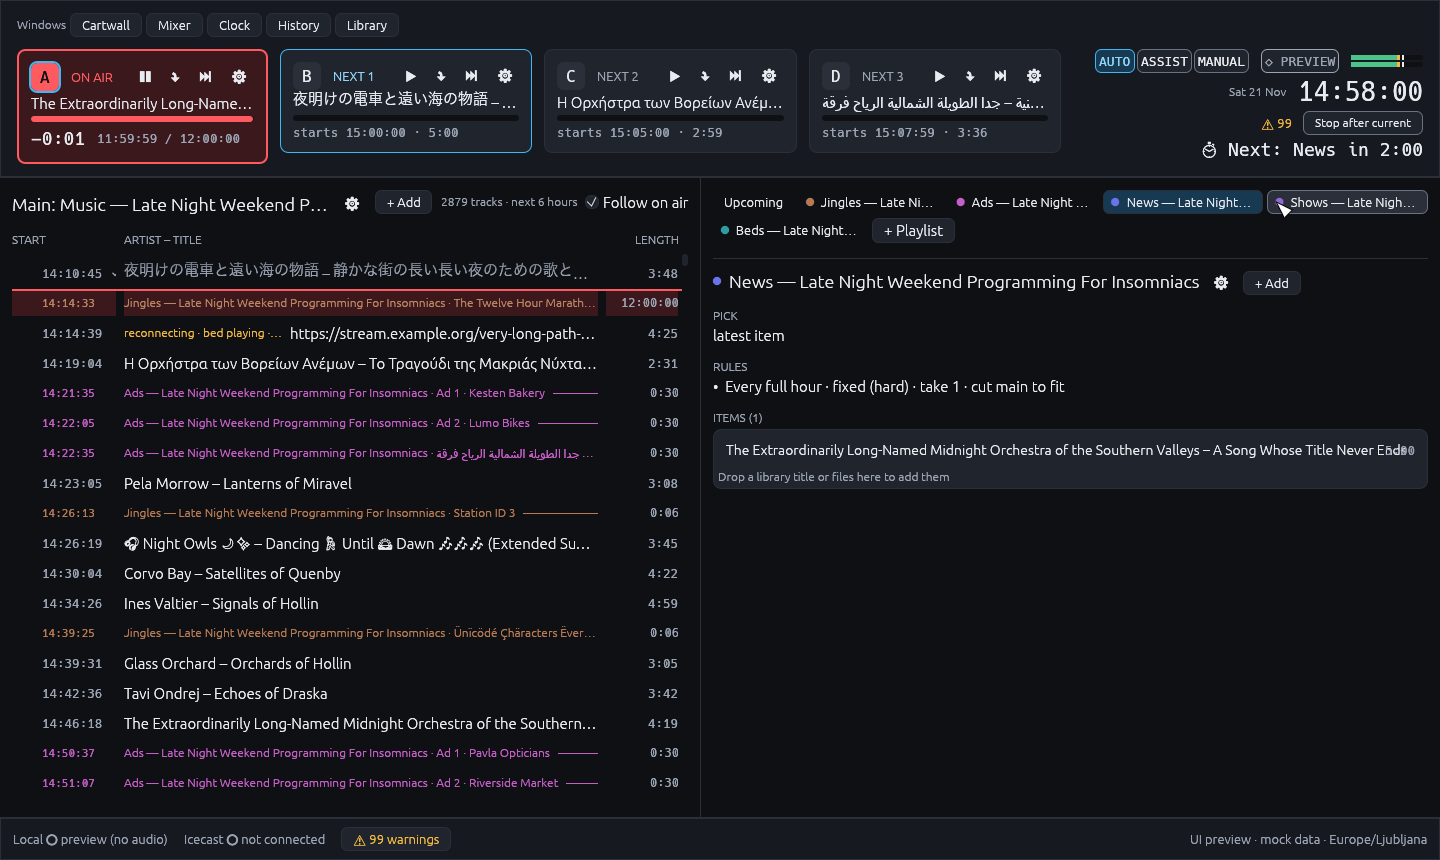 Windows Cartwall Mixer Clock History Library
A ON AIR
The Extraordinarily Long-Name…
−0:01 11:59:59 / 12:00:00
B NEXT 1
夜明けの電車と遠い海の物語 – …
starts 15:00:00 · 5:00
C NEXT 2
Η Ορχήστρα των Βορείων Ανέμ…
starts 15:05:00 · 2:59
D NEXT 3
…نية – جدا الطويلة الشمالية الرياح فرقة
starts 15:07:59 · 3:36
AUTO ASSIST MANUAL ◇ PREVIEW
Sat 21 Nov 14:58:00
⚠ 99 Stop after current
Next: News in 2:00
Main: Music — Late Night Weekend P… + Add 2879 tracks · next 6 hours ✓ Follow on air
START ARTIST – TITLE LENGTH
14:10:45 夜明けの電車と遠い海の物語 – 静かな街の長い長い夜のための歌と… 3:48
14:14:33 Jingles — Late Night Weekend Programming For Insomniacs · The Twelve Hour Marath… 12:00:00
14:14:39 reconnecting · bed playing ·… https://stream.example.org/very-long-path-… 4:25
14:19:04 Η Ορχήστρα των Βορείων Ανέμων – Το Τραγούδι της Μακριάς Νύχτα… 2:31
14:21:35 Ads — Late Night Weekend Programming For Insomniacs · Ad 1 · Kesten Bakery 0:30
14:22:05 Ads — Late Night Weekend Programming For Insomniacs · Ad 2 · Lumo Bikes 0:30
14:22:35 Ads — Late Night Weekend Programming For Insomniacs · جدا الطويلة الشمالية الرياح فرقة … 0:30
14:23:05 Pela Morrow – Lanterns of Miravel 3:08
14:26:13 Jingles — Late Night Weekend Programming For Insomniacs · Station ID 3 0:06
14:26:19 🎧 Night Owls 🌙✨ – Dancing 💃 Until 🌅 Dawn 🎶🎶🎶 (Extended Su… 3:45
14:30:04 Corvo Bay – Satellites of Quenby 4:22
14:34:26 Ines Valtier – Signals of Hollin 4:59
14:39:25 Jingles — Late Night Weekend Programming For Insomniacs · Ünïcödé Çhäracters Ëver… 0:06
14:39:31 Glass Orchard – Orchards of Hollin 3:05
14:42:36 Tavi Ondrej – Echoes of Draska 3:42
14:46:18 The Extraordinarily Long-Named Midnight Orchestra of the Southern… 4:19
14:50:37 Ads — Late Night Weekend Programming For Insomniacs · Ad 1 · Pavla Opticians 0:30
14:51:07 Ads — Late Night Weekend Programming For Insomniacs · Ad 2 · Riverside Market 0:30
Upcoming Jingles — Late Ni… Ads — Late Night … News — Late Night… Shows — Late Nigh…
Beds — Late Night… + Playlist
News — Late Night Weekend Programming For Insomniacs + Add
PICK
latest item
RULES
• Every full hour · fixed (hard) · take 1 · cut main to fit
ITEMS (1)
The Extraordinarily Long-Named Midnight Orchestra of the Southern Valleys – A Song Whose Title Never Ends
Drop a library title or files here to add them
Local preview (no audio) Icecast not connected ⚠ 99 warnings UI preview · mock data · Europe/Ljubljana